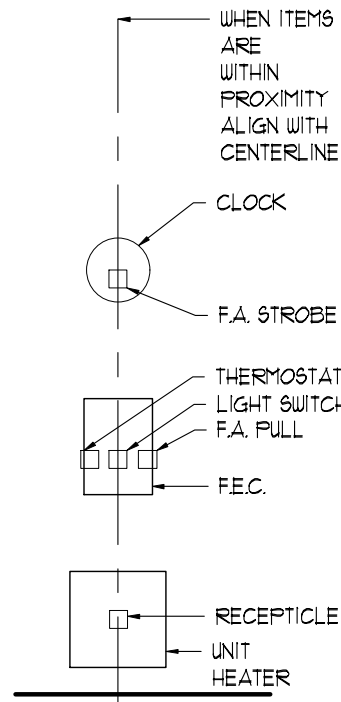 WHEN ITEMS
ARE
WITHIN
PROXIMITY
ALIGN WITH
CENTERLINE
CLOCK
F.A. STROBE
THERMOSTAT
LIGHT SWITCH
F.A. PULL
F.E.C.
RECEPTICLE
UNIT
HEATER